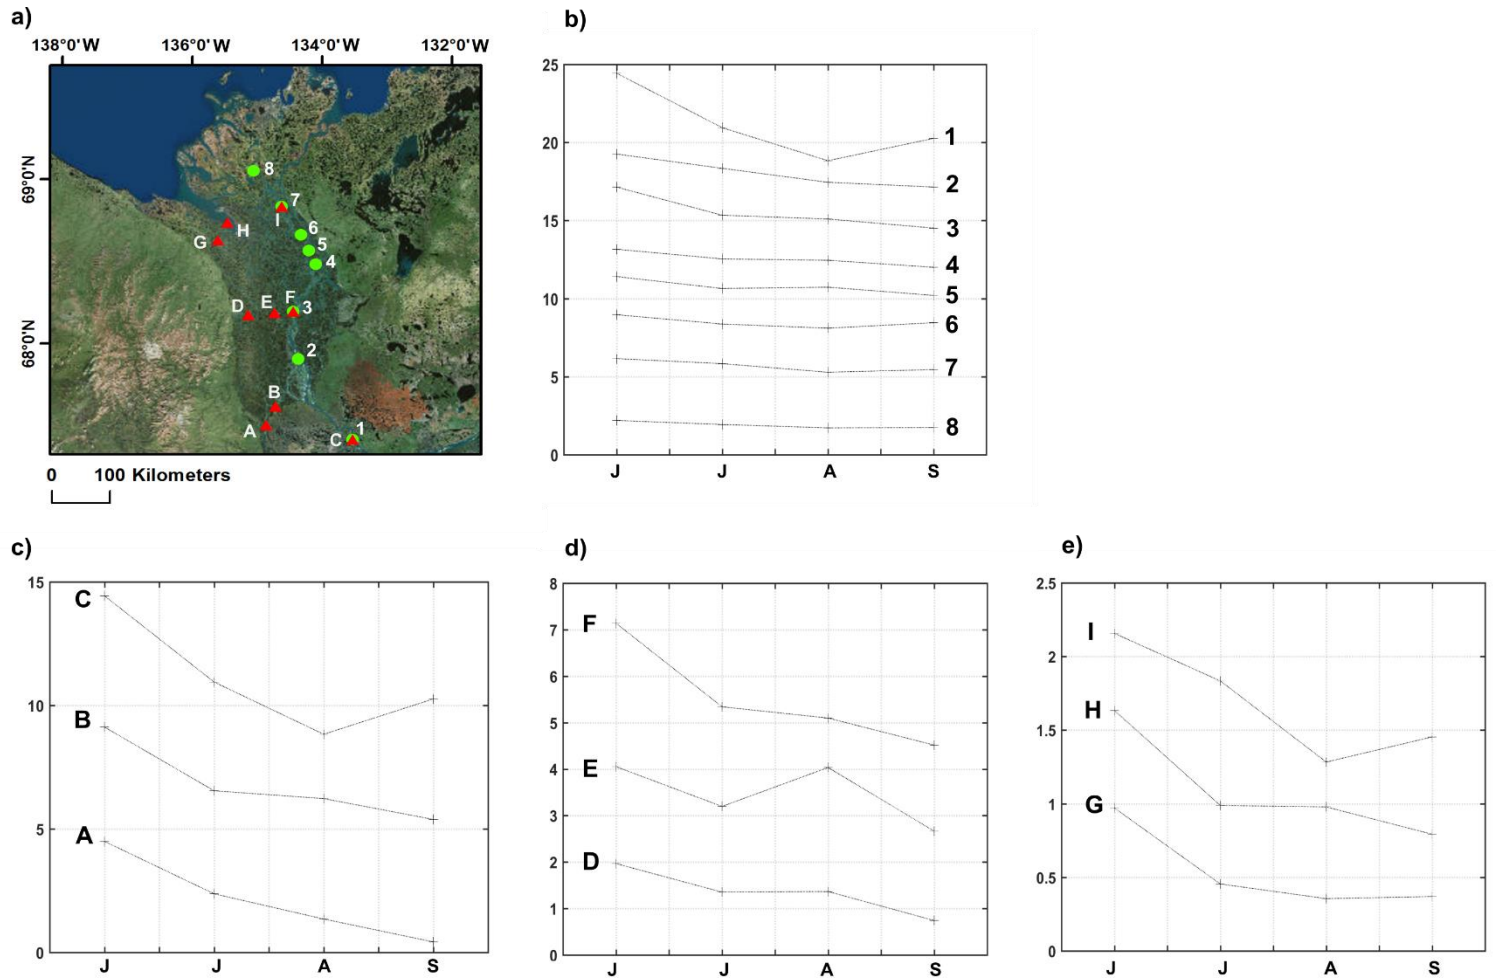 a)
138°0'W 136°0'W 134°0'W 132°0'W
69°0'N
68°0'N
8
7
I
6
H
5
G
4
D E F 3
2
B
A
1
C
0 100 Kilometers
b)
25
20
15
10
5
0
1
2
3
4
5
6
7
8
J J A S
c)
15
10
5
0
C
B
A
J J A S
d)
8
7
6
5
4
3
2
1
0
F
E
D
J J A S
e)
2.5
2
1.5
1
0.5
0
I
H
G
J J A S